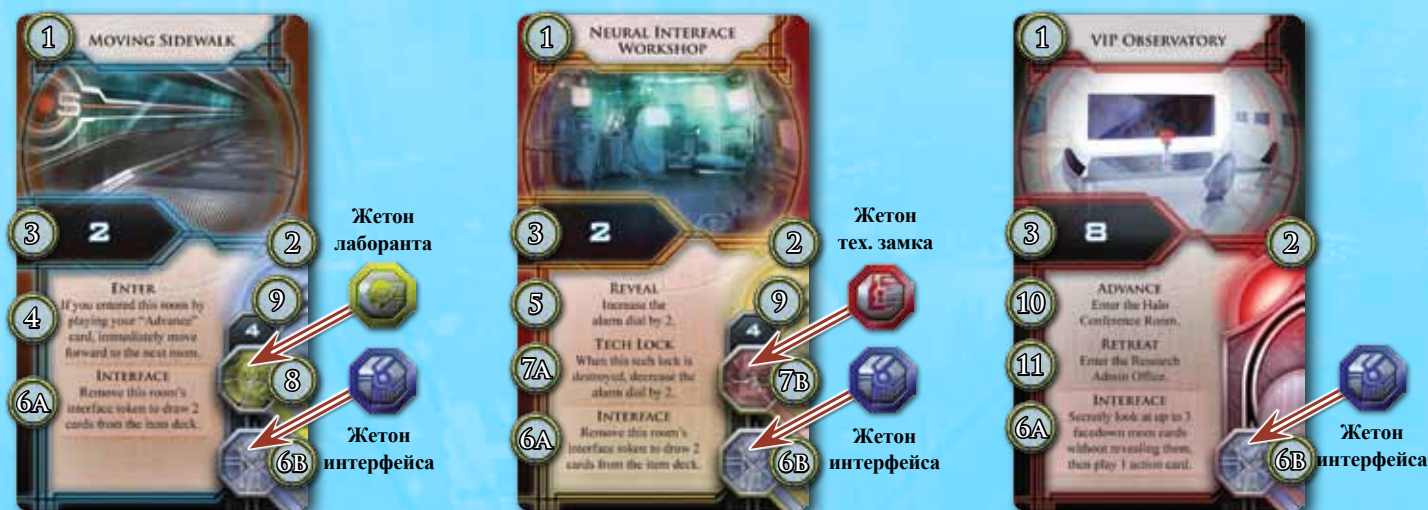 1
MOVING SIDEWALK
S
3
2
2
ENTER
If you entered this room by
playing your "Advance"
card, immediately move
forward to the next room.
4
9
4
8
INTERFACE
Remove this room's
interface token to draw 2
cards from the item deck.
6A
6B
Жетон
лаборанта
Жетон
интерфейса
1
NEURAL INTERFACE
WORKSHOP
3
2
2
5
REVEAL
Increase the
alarm dial by 2.
9
4
7A
TECH LOCK
When this tech lock is
destroyed, decrease the
alarm dial by 2.
7B
6A
INTERFACE
Remove this room's
interface token to draw 2
cards from the item deck.
6B
Жетон
тех. замка
Жетон
интерфейса
1
VIP OBSERVATORY
3
8
2
10
ADVANCE
Enter the Halo
Conference Room.
11
RETREAT
Enter the Research
Admin Office.
6A
INTERFACE
Secretly look at up to 3
facedown room cards
without revealing them,
then play 1 action card.
6B
Жетон
интерфейса